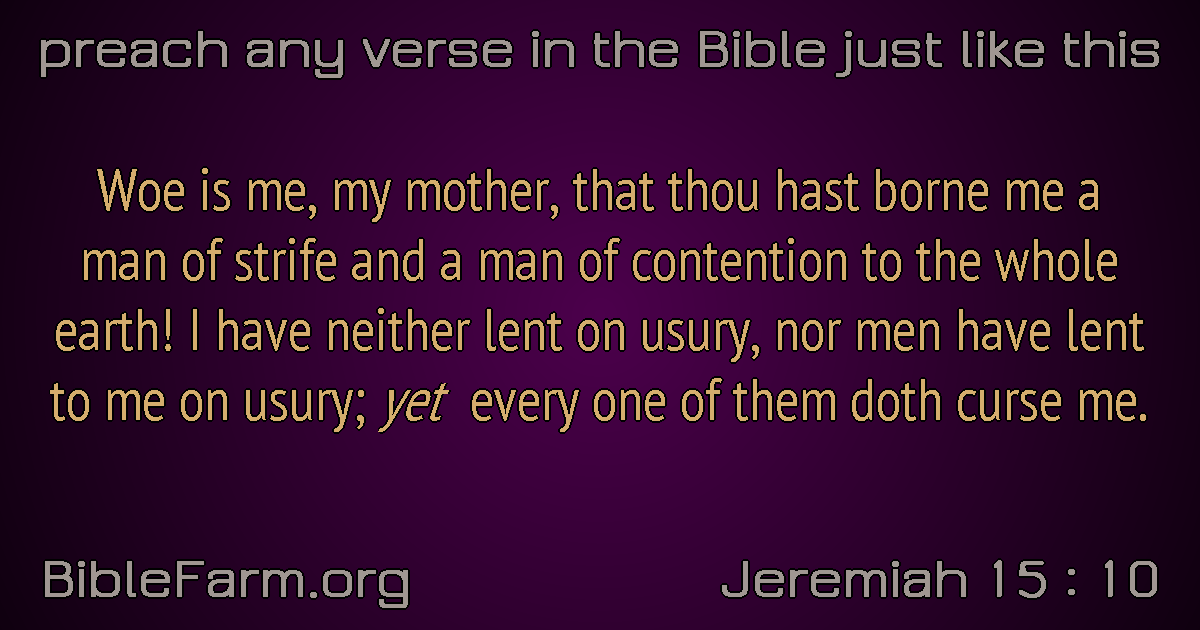 preach any verse in the Bible just like this
Woe is me, my mother, that thou hast borne me a
man of strife and a man of contention to the whole
earth! I have neither lent on usury, nor men have lent
to me on usury; yet every one of them doth curse me.
BibleFarm.org
Jeremiah 15 : 10